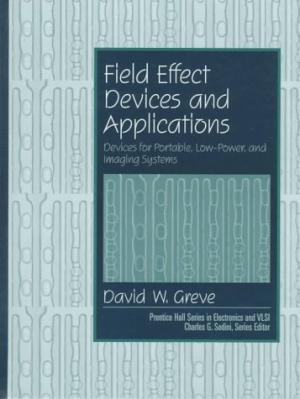 Field Effect
Devices and
Applications
Devices for Portable, Low-Power, and
Imaging Systems
David W. Greve
Prentice Hall Series in Electronics and VLSI
Charles G. Sodini, Series Editor